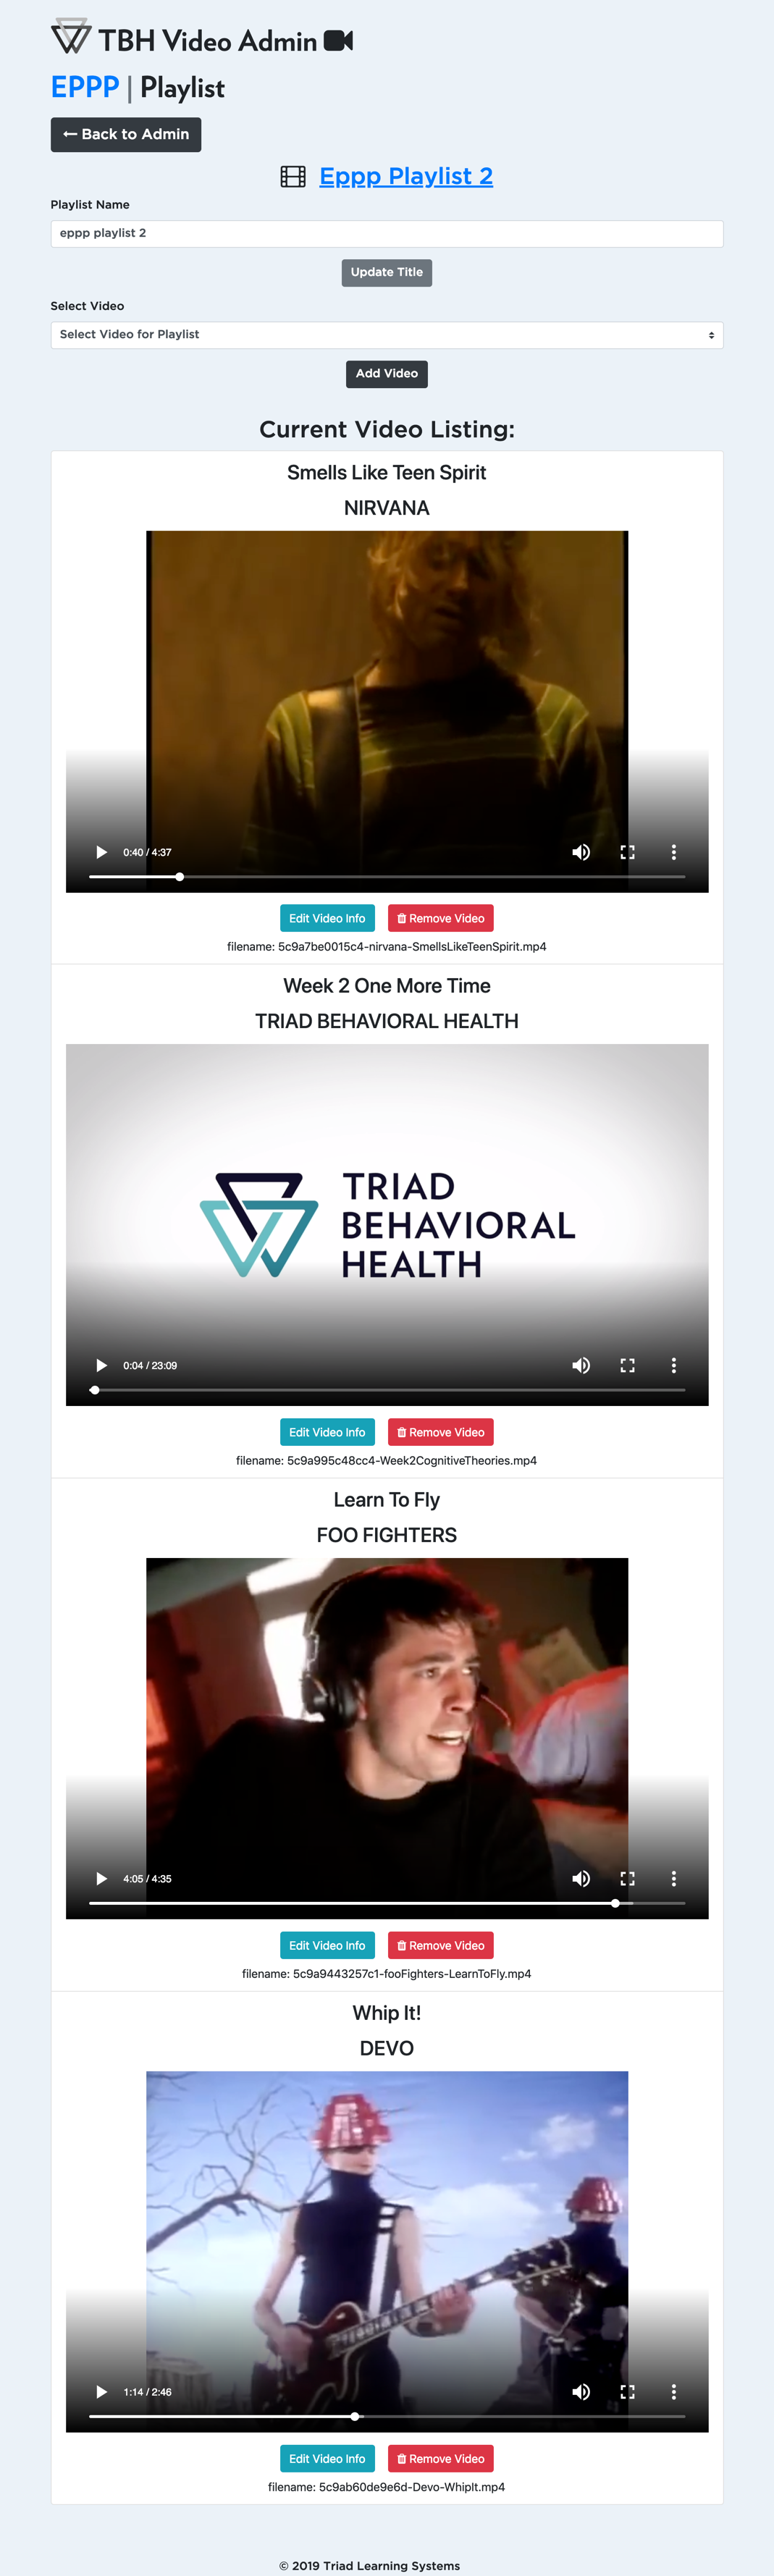 TBH Video Admin
EPPP | Playlist
← Back to Admin
Eppp Playlist 2
Playlist Name
eppp playlist 2
Update Title
Select Video
Select Video for Playlist
Add Video
Current Video Listing:
Smells Like Teen Spirit
NIRVANA
0:40 / 4:37
Edit Video Info Remove Video
filename: 5c9a7be0015c4-nirvana-SmellsLikeTeenSpirit.mp4
Week 2 One More Time
TRIAD BEHAVIORAL HEALTH
TRIAD
BEHAVIORAL
HEALTH
0:04 / 23:09
Edit Video Info Remove Video
filename: 5c9a995c48cc4-Week2CognitiveTheories.mp4
Learn To Fly
FOO FIGHTERS
4:05 / 4:35
Edit Video Info Remove Video
filename: 5c9a9443257c1-fooFighters-LearnToFly.mp4
Whip It!
DEVO
1:14 / 2:46
Edit Video Info Remove Video
filename: 5c9ab60de9e6d-Devo-WhipIt.mp4
© 2019 Triad Learning Systems